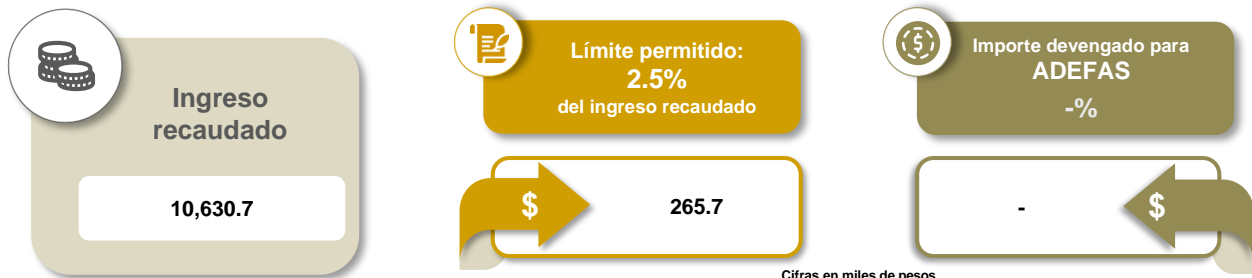 Ingreso
recaudado
10,630.7
Límite permitido:
2.5%
del ingreso recaudado
$
265.7
Importe devengado para
ADEFAS
-%
-
$
Cifras en miles de pesos